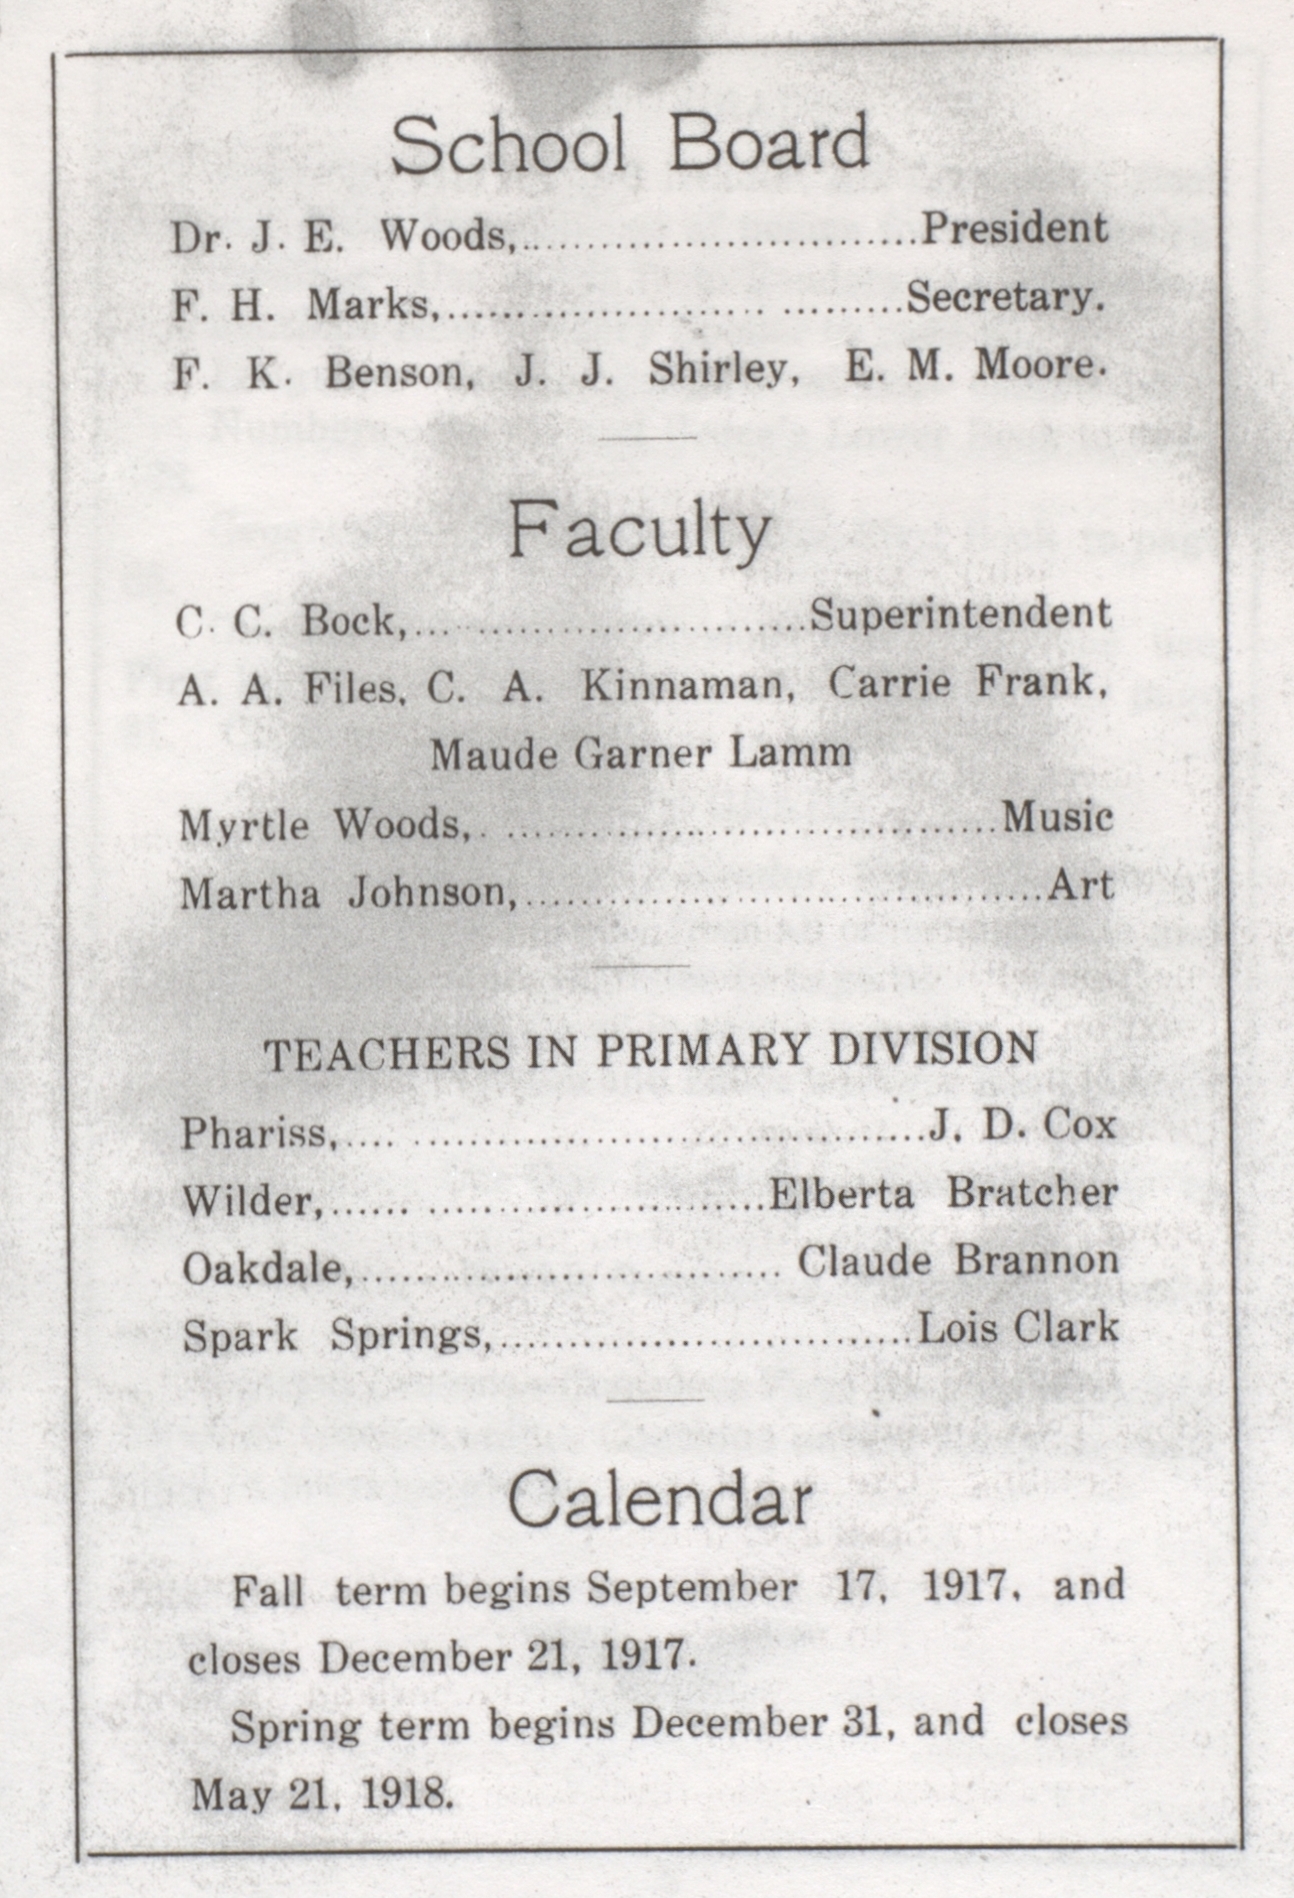 School Board
Dr. J. E. Woods,..............................President
F. H. Marks,....................... .........Secretary.
F. K. Benson, J. J. Shirley, E. M. Moore.
Faculty
C. C. Bock,..............................Superintendent
A. A. Files, C. A. Kinnaman, Carrie Frank,
Maude Garner Lamm
Myrtle Woods,. .....................................Music
Martha Johnson,.......................................Art
TEACHERS IN PRIMARY DIVISION
Phariss,.... ......................................J. D. Cox
Wilder,...... .........................Elberta Bratcher
Oakdale,............................... Claude Brannon
Spark Springs,...............................Lois Clark
Calendar
Fall term begins September 17, 1917, and
closes December 21, 1917.
Spring term begins December 31, and closes
May 21, 1918.